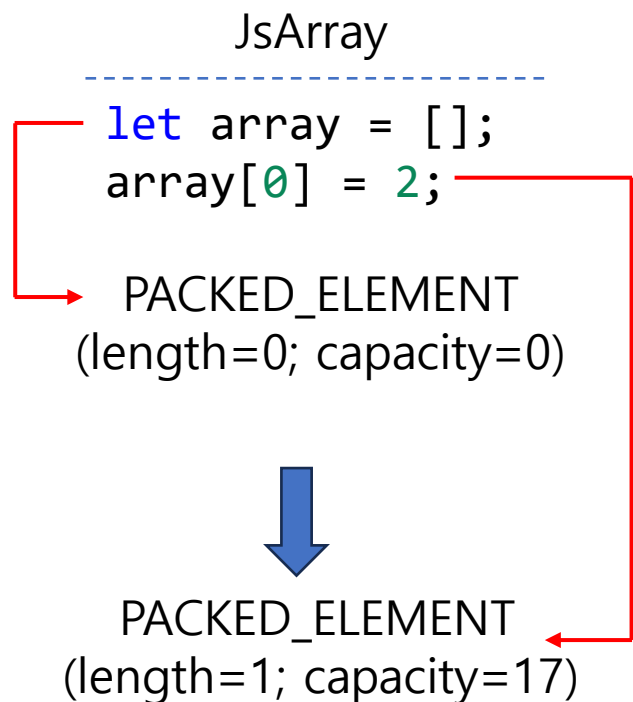 JsArray
let array = [];
array[0] = 2;
PACKED_ELEMENT
(length=0; capacity=0)
PACKED_ELEMENT
(length=1; capacity=17)